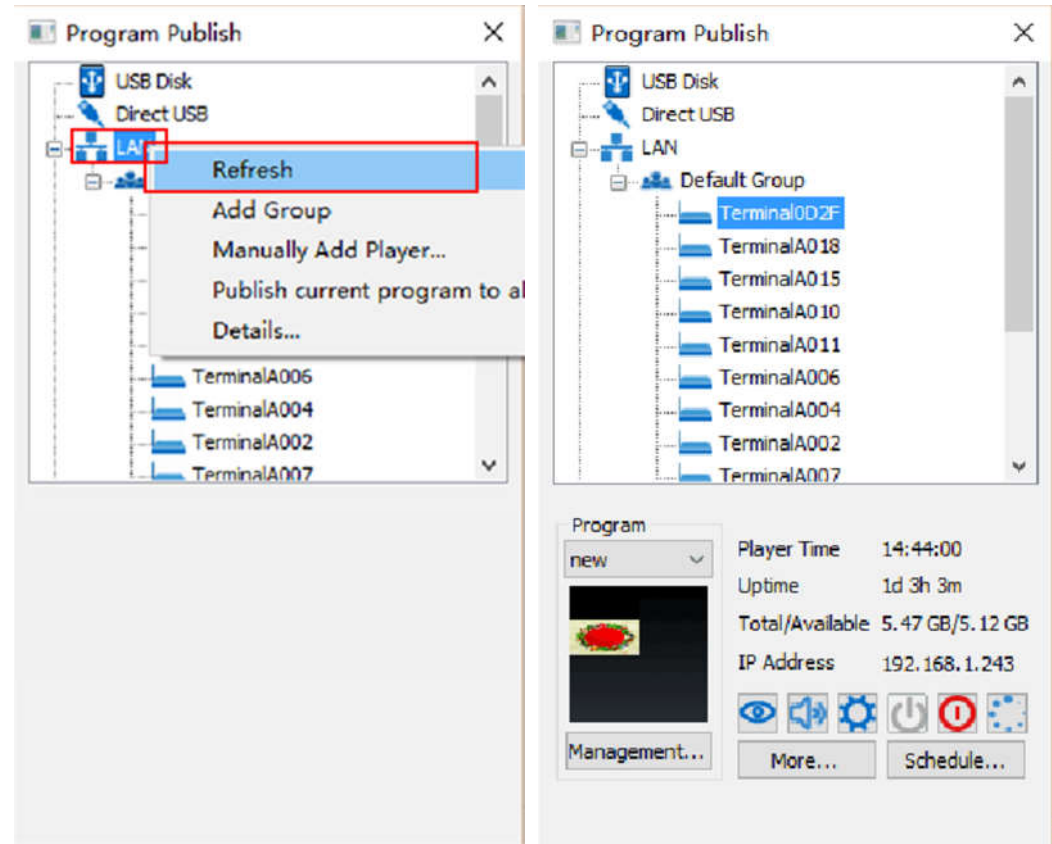 Program Publish
USB Disk
Direct USB
LAN
Refresh
Add Group
Manually Add Player...
Publish current program to al
Details...
TerminalA006
TerminalA004
TerminalA002
TerminalA007
Program Publish
USB Disk
Direct USB
LAN
Default Group
Terminal0D2F
TerminalA018
TerminalA015
TerminalA010
TerminalA011
TerminalA006
TerminalA004
TerminalA002
TerminalA007
Program
new
Management...
Player Time 14:44:00
Uptime 1d 3h 3m
Total/Available 5.47 GB/5.12 GB
IP Address 192.168.1.243
More... Schedule...